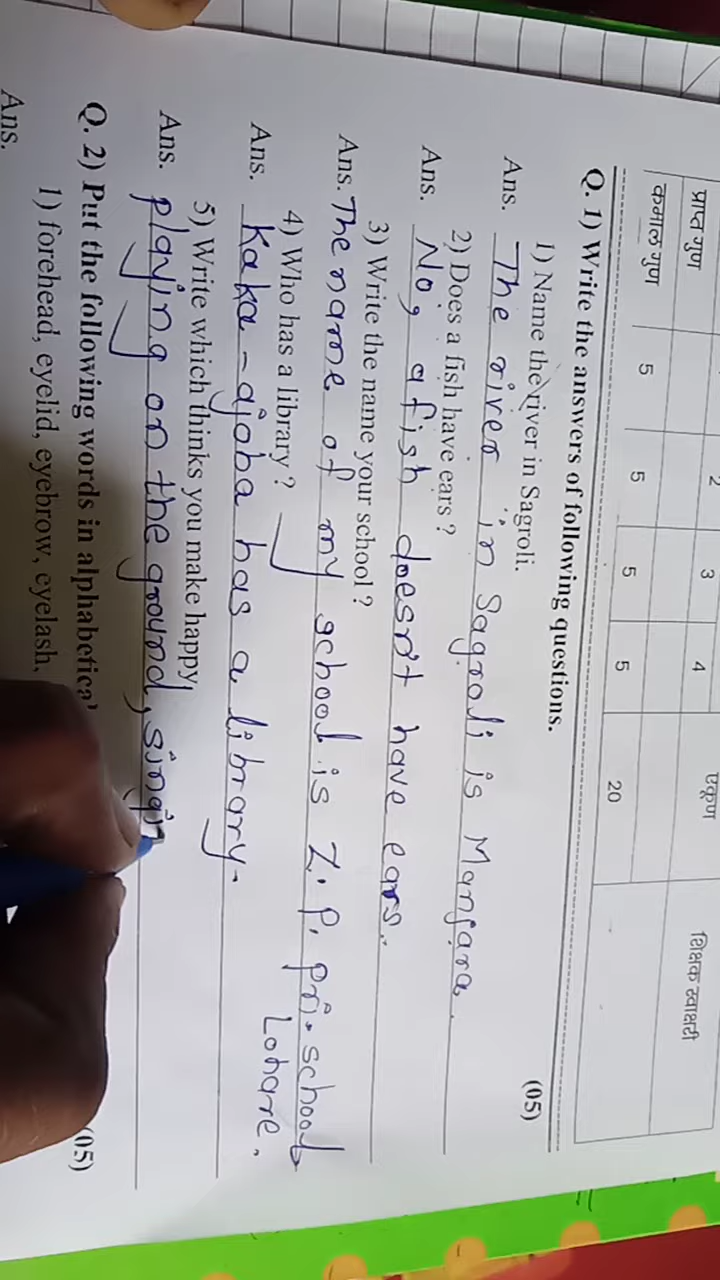 2 3 4 एकूण शिक्षक स्वाक्षरी
प्राप्त गुण
कमाल गुण 5 5 5 5 20
Q. 1) Write the answers of following questions. (05)
1) Name the river in Sagroli.
Ans. The river in Sagroli is Manjara.
2) Does a fish have ears ?
Ans. No, a fish doesn't have ears.
3) Write the name your school ?
Ans. The name of my school is Z.P. pri. school
Lohare.
4) Who has a library ?
Ans. Kaka-ajoba has a library.
5) Write which thinks you make happy
Ans. playing on the ground, singin
Q. 2) Put the following words in alphabetical (05)
1) forehead, eyelid, eyebrow, eyelash,
Ans.